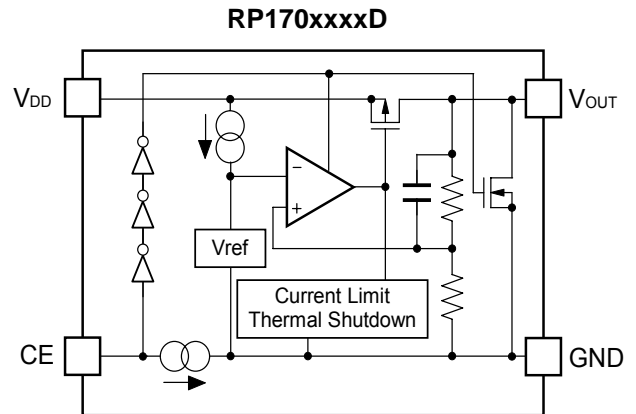 RP170xxxxD
VDD
VOUT
−
+
Vref
Current Limit
Thermal Shutdown
CE
GND